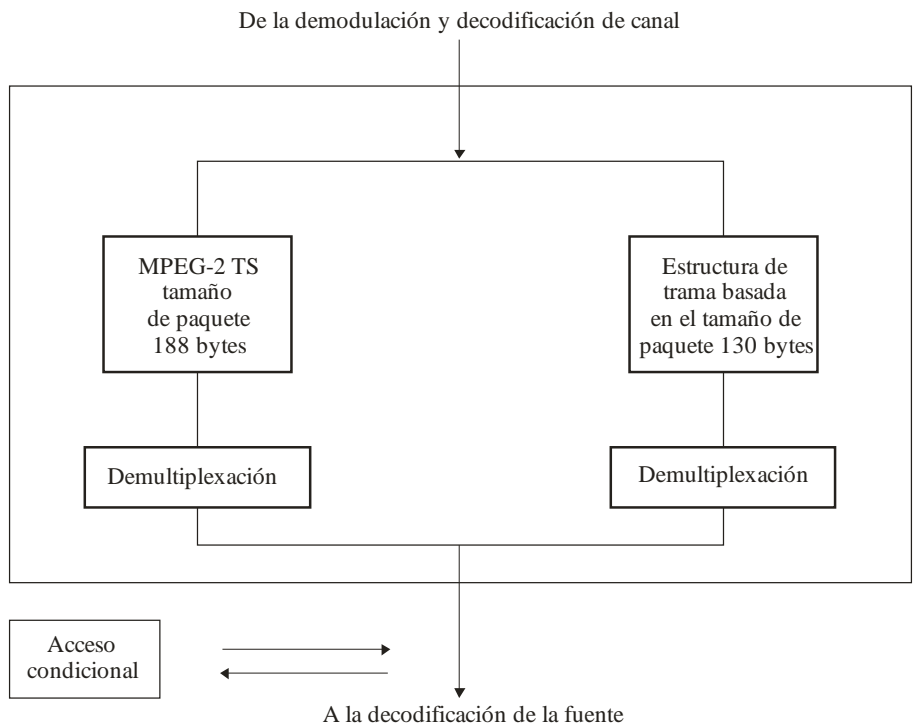 De la demodulación y decodificación de canal
MPEG-2 TS
tamaño
de paquete
188 bytes
Estructura de
trama basada
en el tamaño de
paquete 130 bytes
Demultiplexación
Demultiplexación
Acceso
condicional
A la decodificación de la fuente